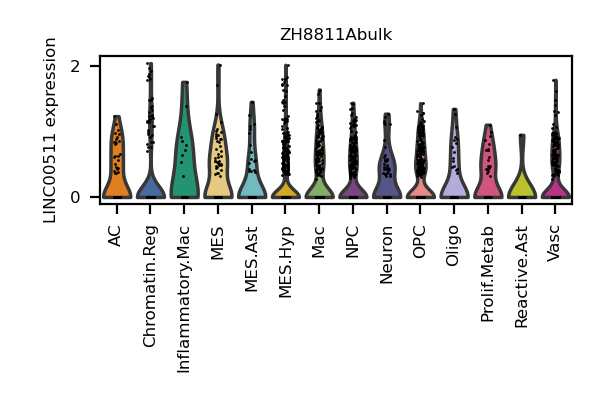 ZH8811Abulk
LINC00511 expression
2
0
AC
Chromatin.Reg
Inflammatory.Mac
MES
MES.Ast
MES.Hyp
Mac
NPC
Neuron
OPC
Oligo
Prolif.Metab
Reactive.Ast
Vasc